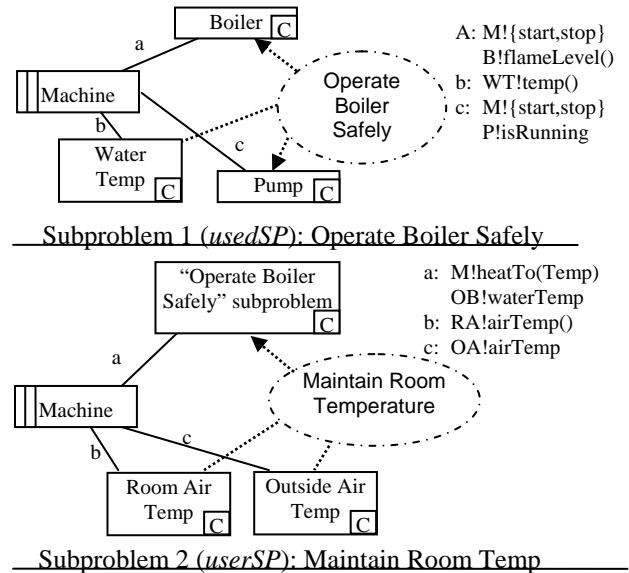 Boiler
C
a
Machine
b
Water
Temp
C
c
Pump
C
Operate
Boiler
Safely
A: M!{start,stop}
B!flameLevel()
b: WT!temp()
c: M!{start,stop}
P!isRunning
Subproblem 1 (usedSP): Operate Boiler Safely
“Operate Boiler
Safely” subproblem
C
a
Machine
b
c
Room Air
Temp
C
Outside Air
Temp
C
Maintain Room
Temperature
a: M!heatTo(Temp)
OB!waterTemp
b: RA!airTemp()
c: OA!airTemp
Subproblem 2 (userSP): Maintain Room Temp